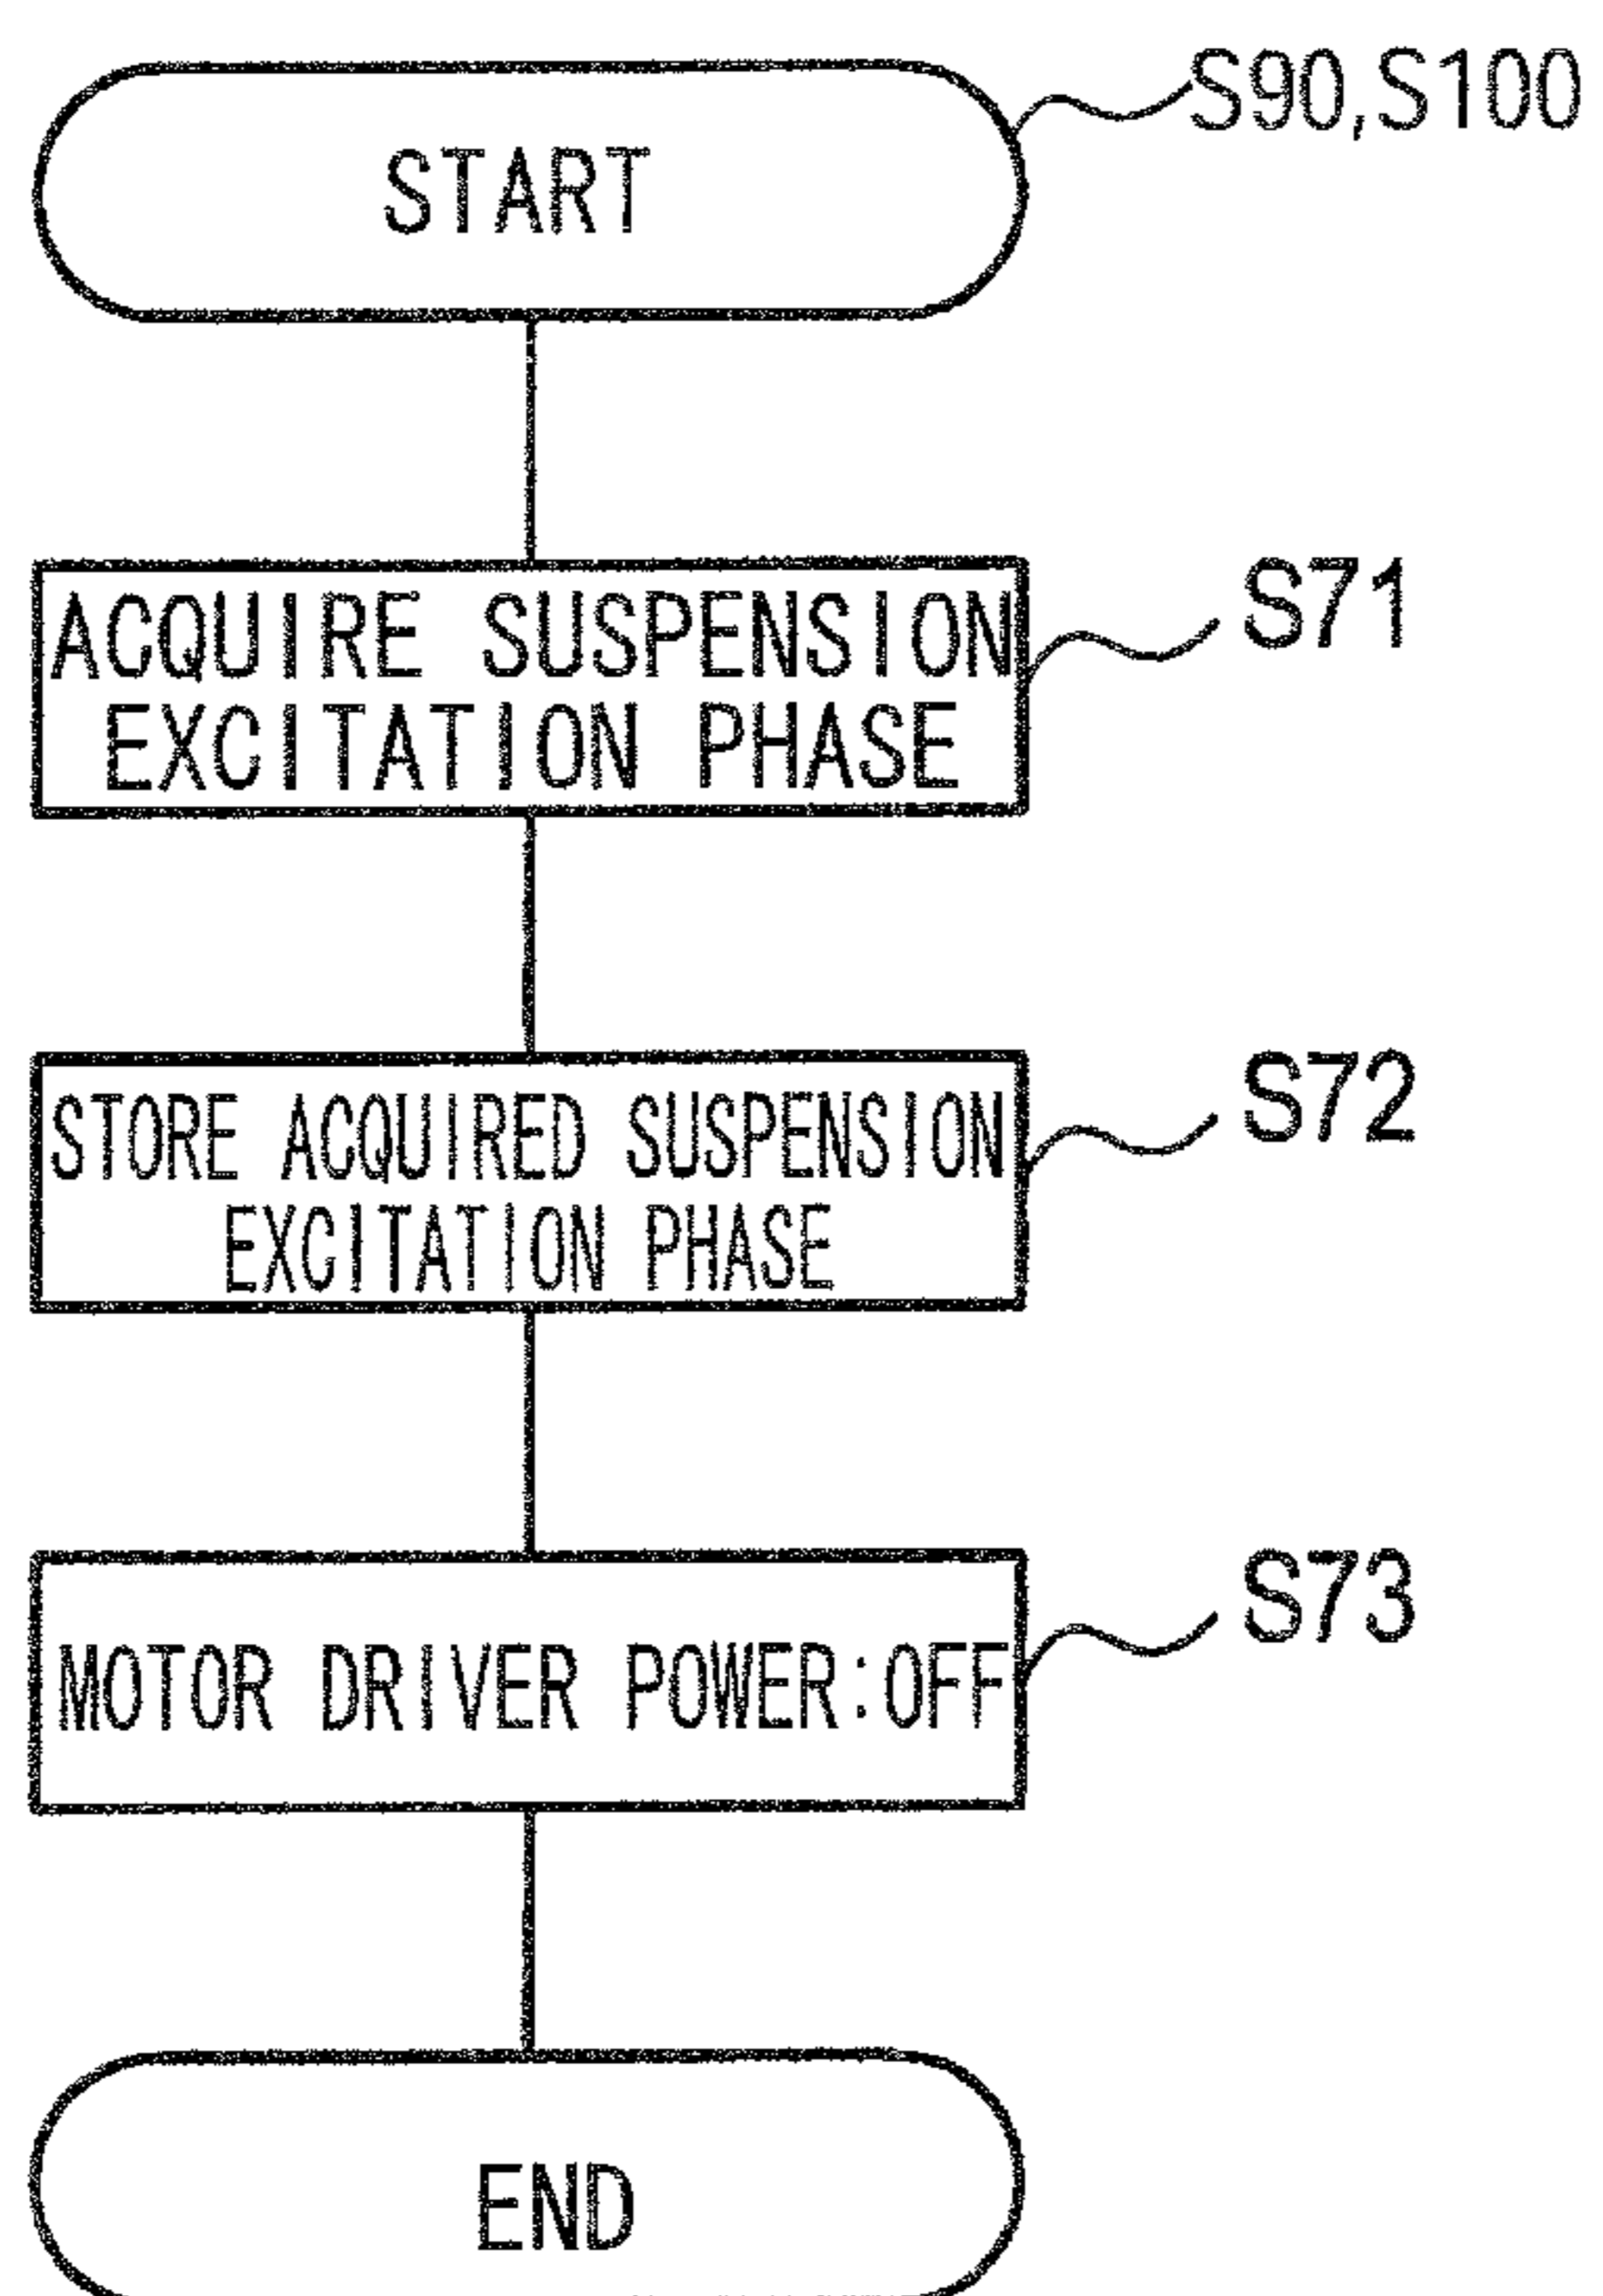 START
S90,S100
ACQUIRE SUSPENSION
EXCITATION PHASE
S71
STORE ACQUIRED SUSPENSION
EXCITATION PHASE
S72
MOTOR DRIVER POWER:OFF
S73
END